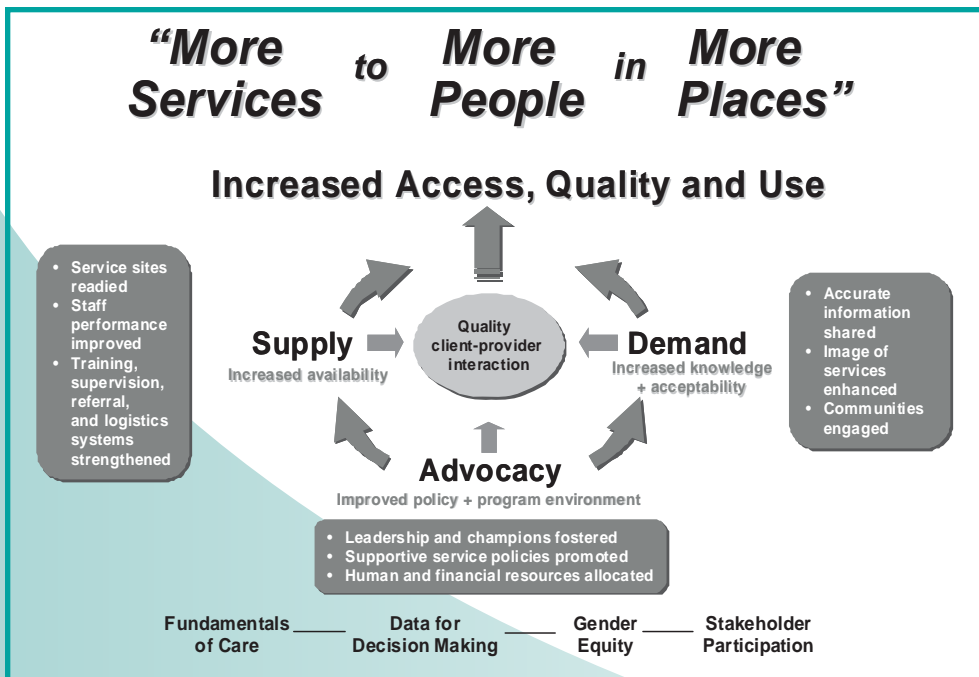 “More Services to More People in More Places”
Increased Access, Quality and Use
• Service sites
readied
• Staff
performance
improved
• Training,
supervision,
referral,
and logistics
systems
strengthened
Supply
Increased availability
Quality
client-provider
interaction
Demand
Increased knowledge
+ acceptability
• Accurate
information
shared
• Image of
services
enhanced
• Communities
engaged
Advocacy
Improved policy + program environment
• Leadership and champions fostered
• Supportive service policies promoted
• Human and financial resources allocated
Fundamentals
of Care
Data for
Decision Making
Gender
Equity
Stakeholder
Participation